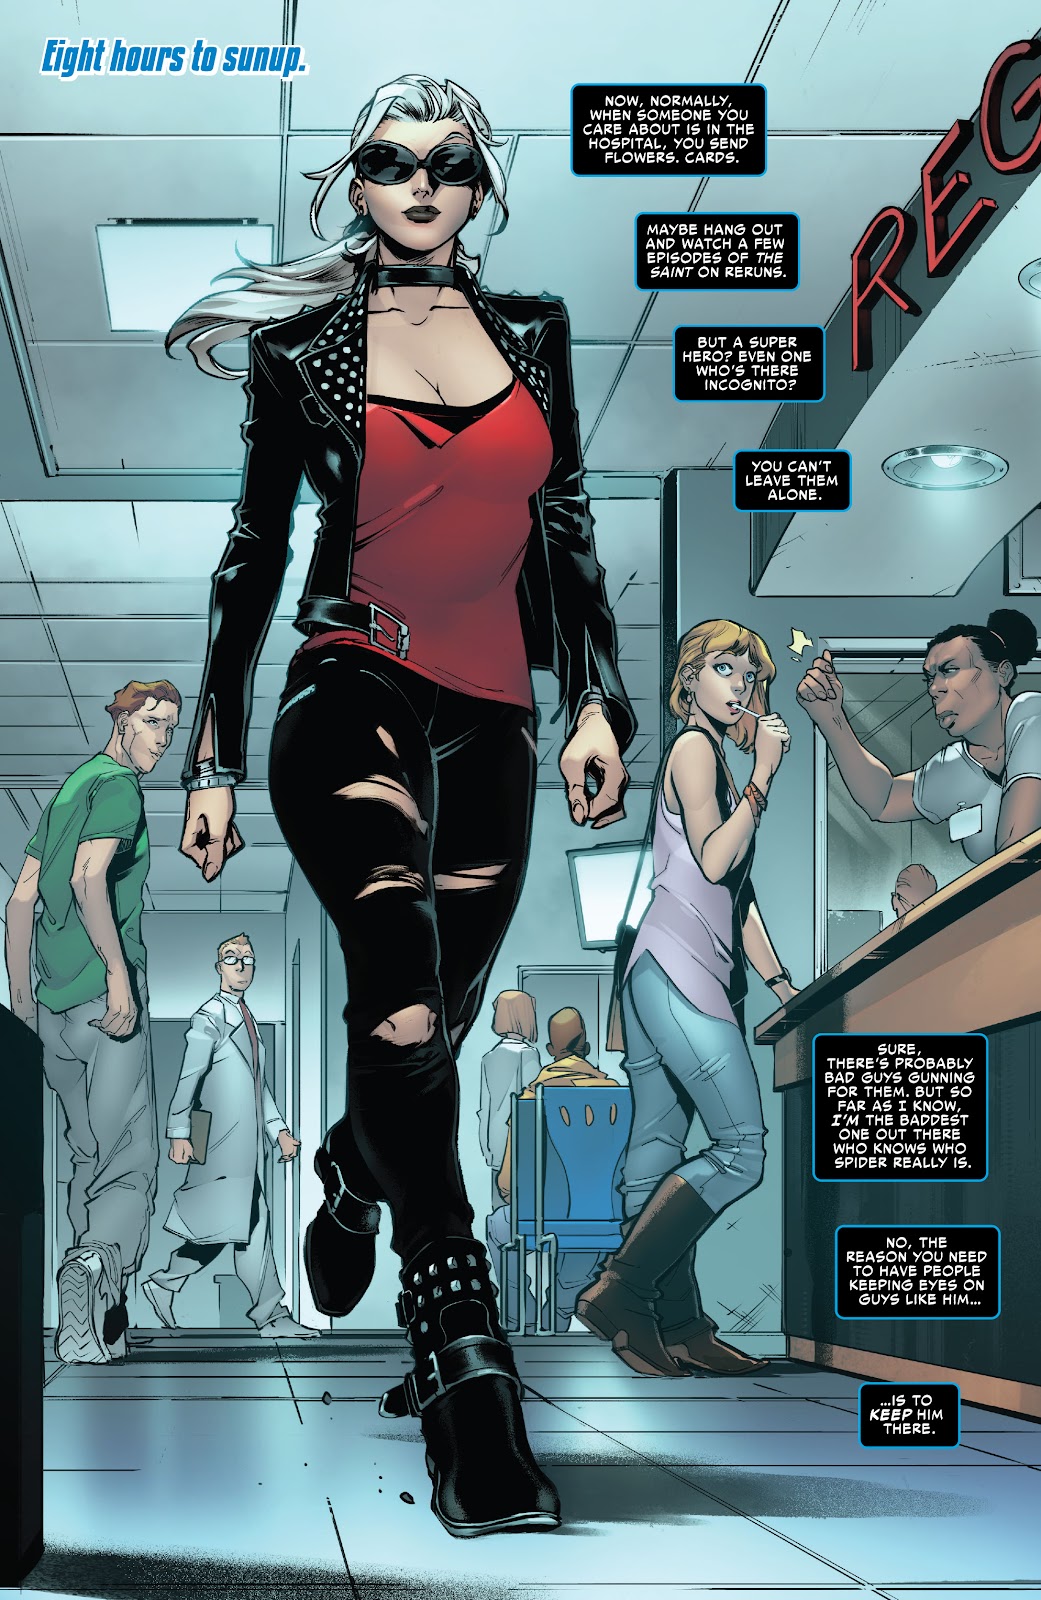 Eight hours to sunup.
NOW, NORMALLY,
WHEN SOMEONE YOU
CARE ABOUT IS IN THE
HOSPITAL, YOU SEND
FLOWERS. CARDS.
MAYBE HANG OUT
AND WATCH A FEW
EPISODES OF THE
SAINT ON RERUNS.
BUT A SUPER
HERO? EVEN ONE
WHO'S THERE
INCOGNITO?
YOU CAN'T
LEAVE THEM
ALONE.
REG
SURE,
THERE'S PROBABLY
BAD GUYS GUNNING
FOR THEM. BUT SO
FAR AS I KNOW,
I'M THE BADDEST
ONE OUT THERE
WHO KNOWS WHO
SPIDER REALLY IS.
NO, THE
REASON YOU NEED
TO HAVE PEOPLE
KEEPING EYES ON
GUYS LIKE HIM...
...IS TO
KEEP HIM
THERE.